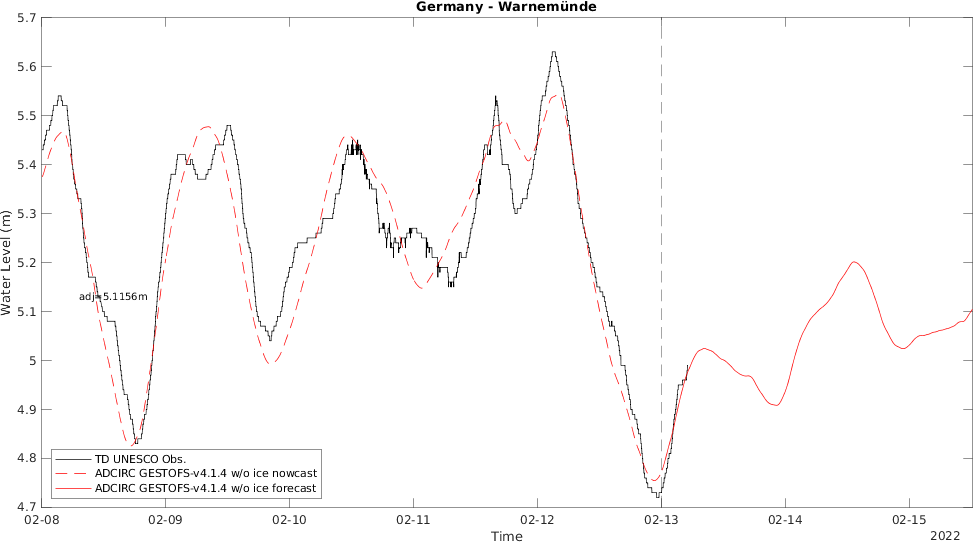 Germany - Warnemünde
5.7
5.6
5.5
5.4
5.3
5.2
5.1
5
4.9
4.8
4.7
Water Level (m)
adj=5.1156m
TD UNESCO Obs.
ADCIRC GESTOFS-v4.1.4 w/o ice nowcast
ADCIRC GESTOFS-v4.1.4 w/o ice forecast
02-08 02-09 02-10 02-11 02-12 02-13 02-14 02-15
Time
2022